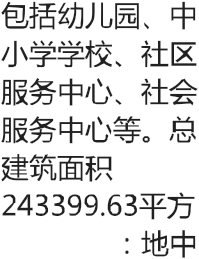 包括幼儿园、中
小学学校、社区
服务中心、社会
服务中心等。总
建筑面积
243399.63平方
：地中